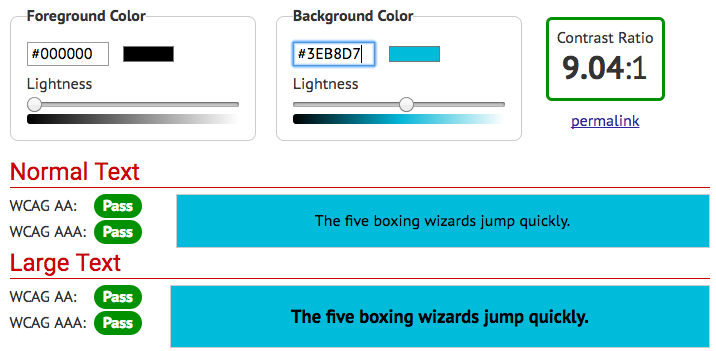 Foreground Color
Background Color
#000000
#3EB8D7
Contrast Ratio
9.04:1
Lightness
Lightness
permalink
Normal Text
WCAG AA: Pass
WCAG AAA: Pass
The five boxing wizards jump quickly.
Large Text
WCAG AA: Pass
WCAG AAA: Pass
The five boxing wizards jump quickly.